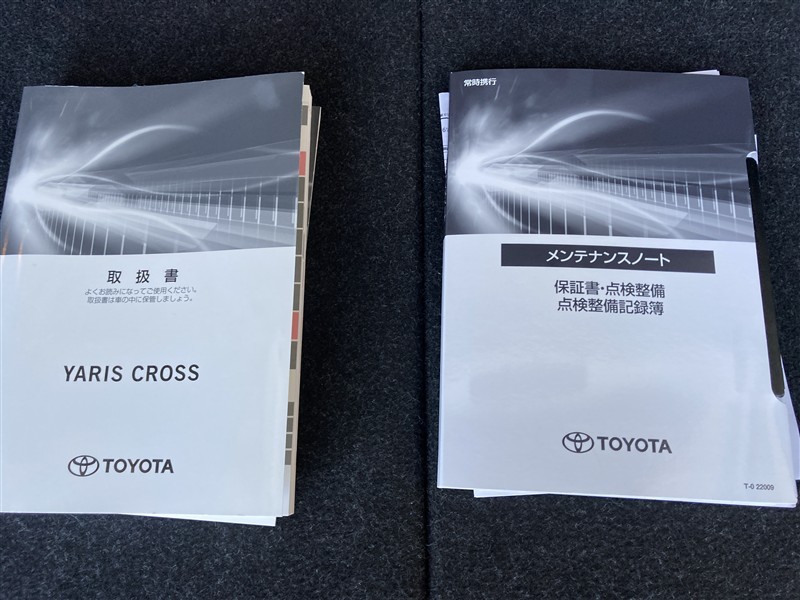 取扱書
よくお読みになってご使用ください。
取扱書は車の中に保管しましょう。
YARIS CROSS
TOYOTA
常時携行
メンテナンスノート
保証書・点検整備
点検整備記録簿
TOYOTA
T-0 22009